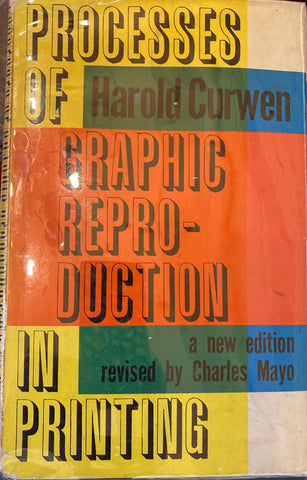 PROCESSES
OF Harold Curwen
GRAPHIC
REPRO-
DUCTION
a new edition
IN revised by Charles Mayo
PRINTING